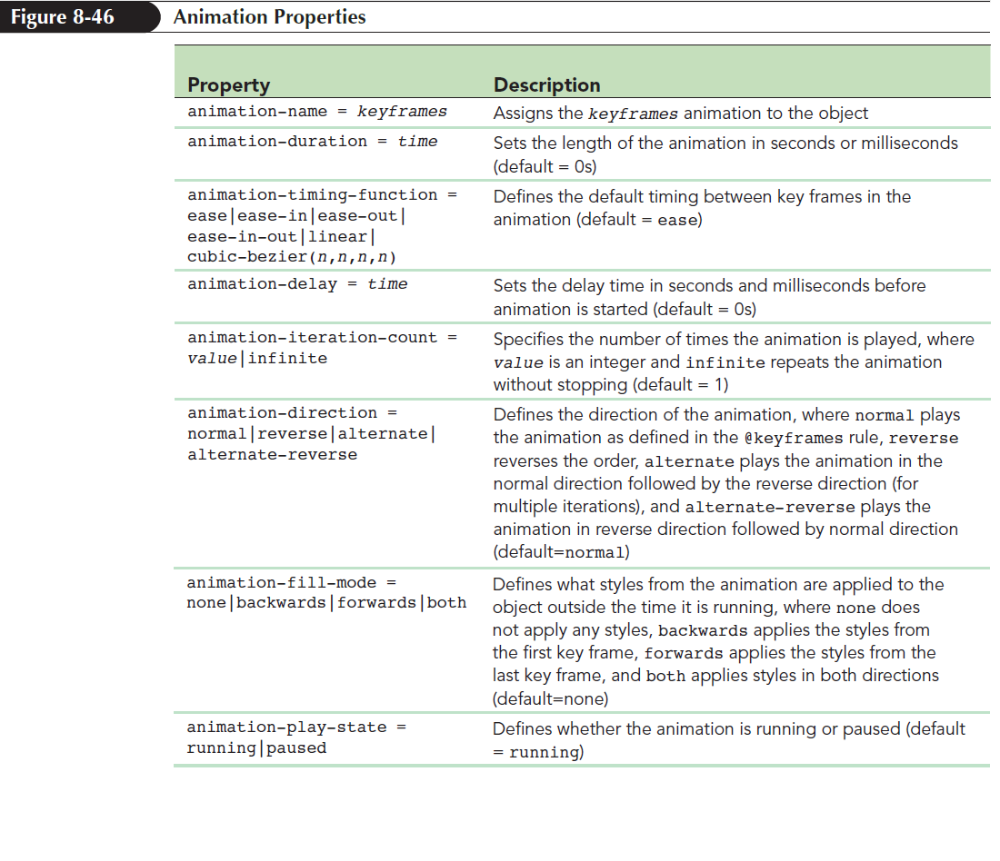 Figure 8-46
Animation Properties
Property
Description
animation-name = keyframes
Assigns the keyframes animation to the object
animation-duration = time
Sets the length of the animation in seconds or milliseconds
(default = 0s)
animation-timing-function =
ease|ease-in|ease-out|
ease-in-out|linear|
cubic-bezier(n,n,n,n)
Defines the default timing between key frames in the
animation (default = ease)
animation-delay = time
Sets the delay time in seconds and milliseconds before
animation is started (default = 0s)
animation-iteration-count =
value|infinite
Specifies the number of times the animation is played, where
value is an integer and infinite repeats the animation
without stopping (default = 1)
animation-direction =
normal|reverse|alternate|
alternate-reverse
Defines the direction of the animation, where normal plays
the animation as defined in the @keyframes rule, reverse
reverses the order, alternate plays the animation in the
normal direction followed by the reverse direction (for
multiple iterations), and alternate-reverse plays the
animation in reverse direction followed by normal direction
(default=normal)
animation-fill-mode =
none|backwards|forwards|both
Defines what styles from the animation are applied to the
object outside the time it is running, where none does
not apply any styles, backwards applies the styles from
the first key frame, forwards applies the styles from the
last key frame, and both applies styles in both directions
(default=none)
animation-play-state =
running|paused
Defines whether the animation is running or paused (default
= running)